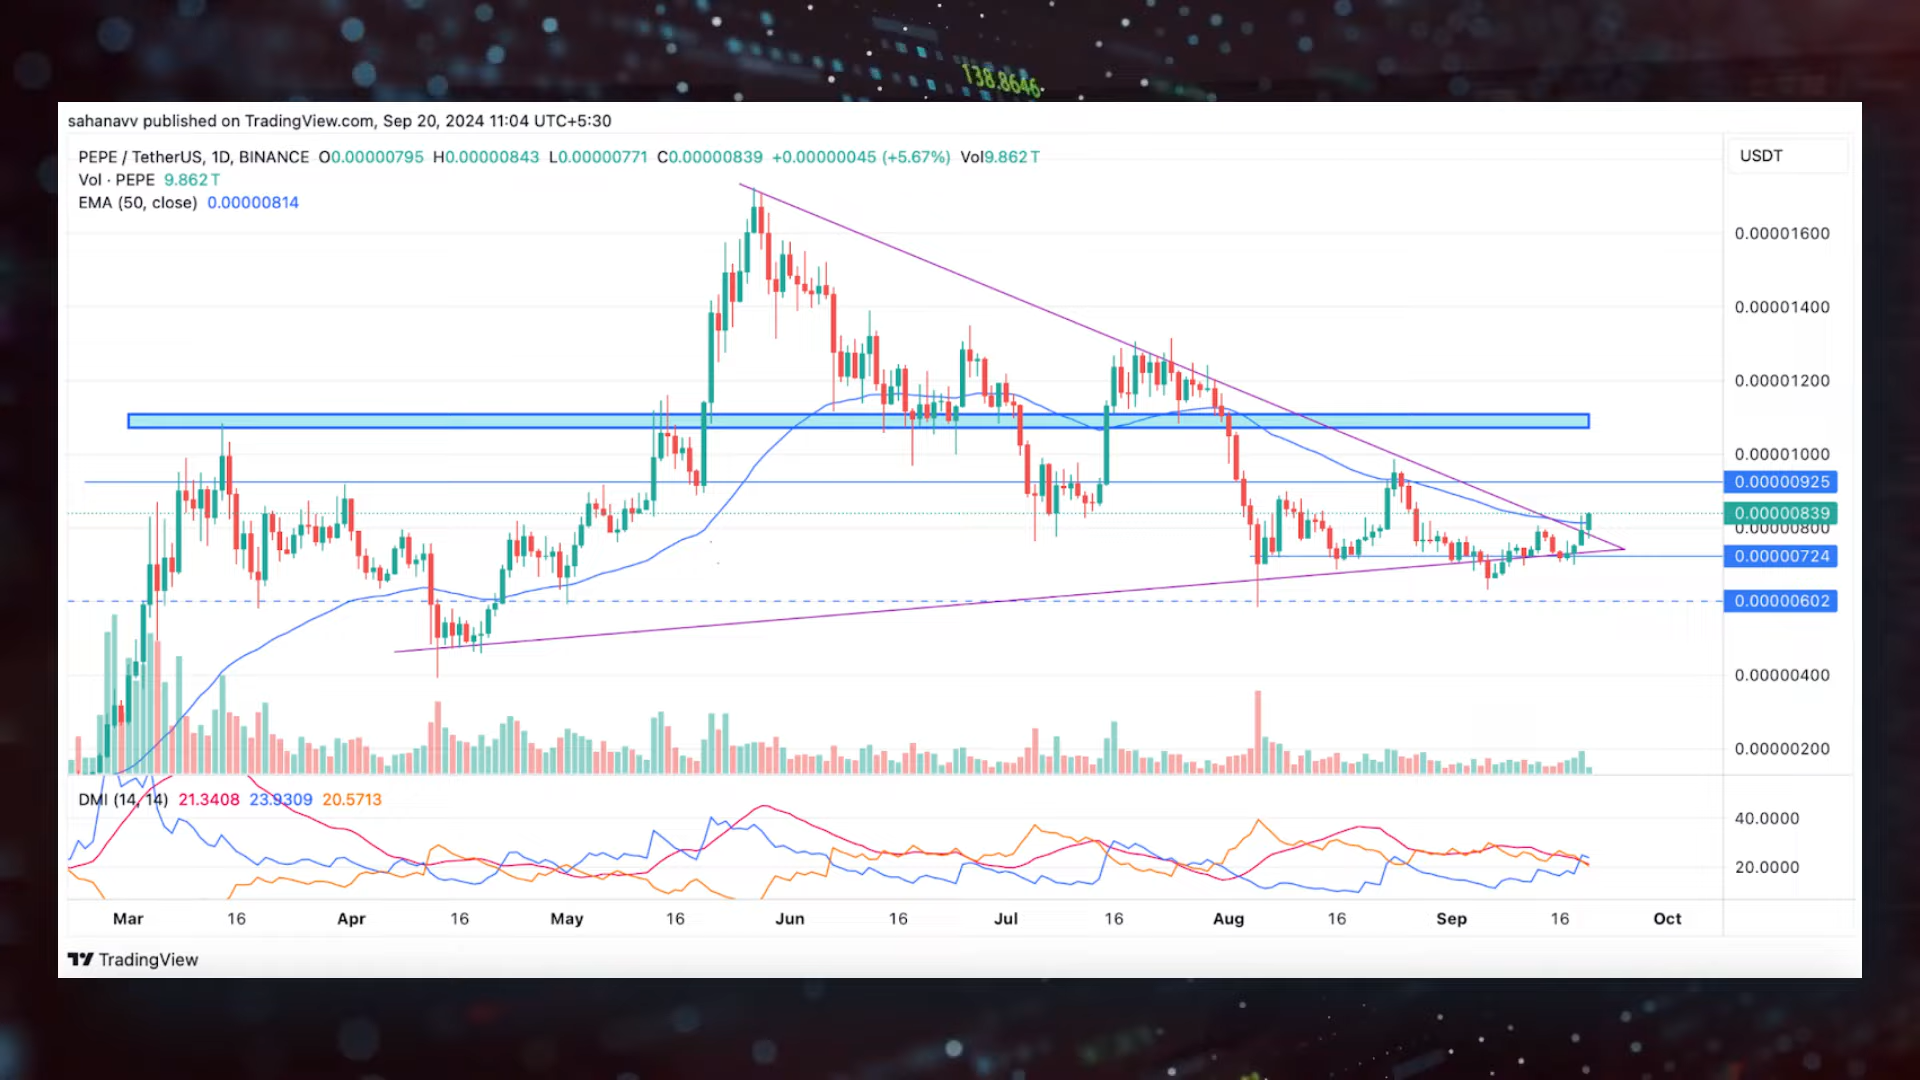 138.8646
sahanavv published on TradingView.com, Sep 20, 2024 11:04 UTC+5:30
PEPE / TetherUS, 1D, BINANCE O0.00000795 H0.00000843 L0.00000771 C0.00000839 +0.00000045 (+5.67%) Vol9.862 T
USDT
Vol · PEPE 9.862 T
EMA (50, close) 0.00000814
0.00001600
0.00001400
0.00001200
0.00001000
0.00000925
0.00000839
0.00000800
0.00000724
0.00000602
0.00000400
0.00000200
DMI (14, 14) 21.3408 23.9309 20.5713
40.0000
20.0000
Mar 16 Apr 16 May 16 Jun 16 Jul 16 Aug 16 Sep 16 Oct
TradingView